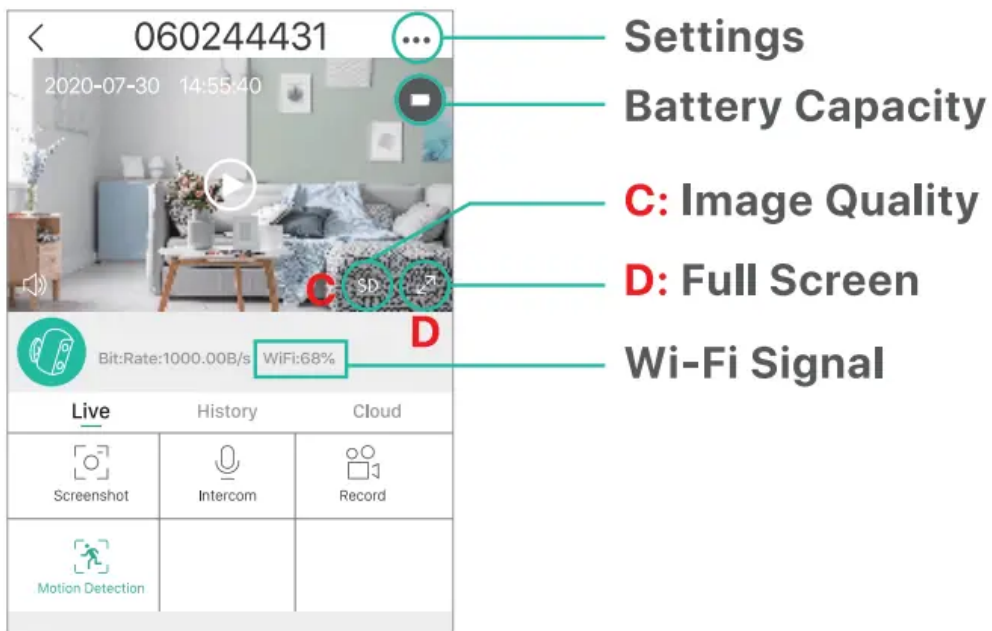 060244431
Settings
2020-07-30 14:55:40
Battery Capacity
C: Image Quality
C
SD
D: Full Screen
D
Bit:Rate:1000.00B/s WiFi:68%
Wi-Fi Signal
Live History Cloud
Screenshot Intercom Record
Motion Detection